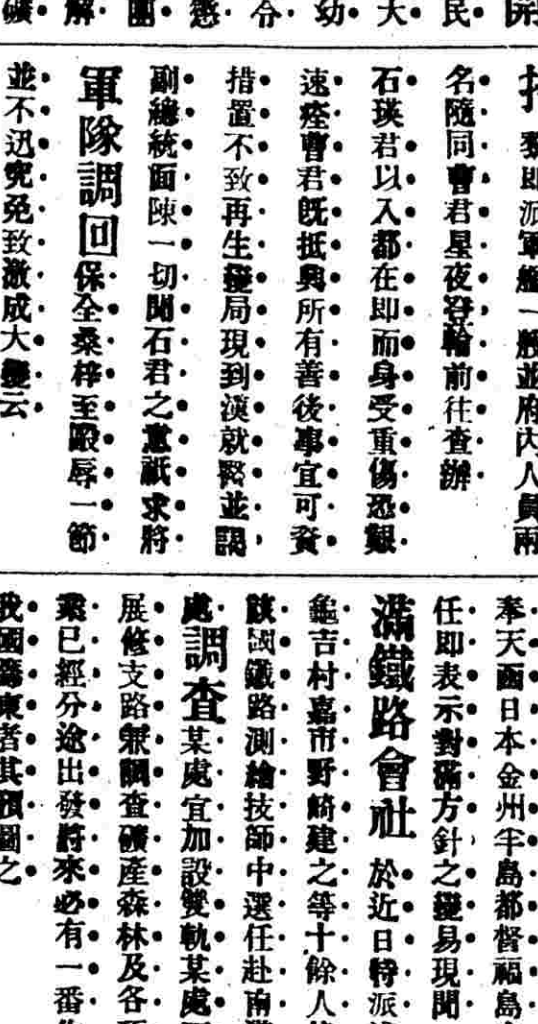 開
民
大
幼
令
懲
團
解
礦
黎即派軍艦一艘並府內人員兩
名隨同曹君星夜登輪前往查辦
石瑛君以入都在即而身受重傷恐艱
速痊曹君旣抵興所有善後事宜可資
措置不致再生變局現到漢就醫並謁
副總統面陳一切聞石君之意祇求將
軍隊調回保全桑梓至毆辱一節
並不迅究免致激成大變云
奉天函日本金州半島都督福島
任即表示對滿方針之變易現聞
滿鐵路會社於近日特派
龜吉村嘉市野崎建之等十餘人
該國鐵路測繪技師中選任赴南
處調查某處宜加設雙軌某處
展修支路兼調查礦產森林及各
業已經分途出發將來必有一番
我國籌東者其預圖之